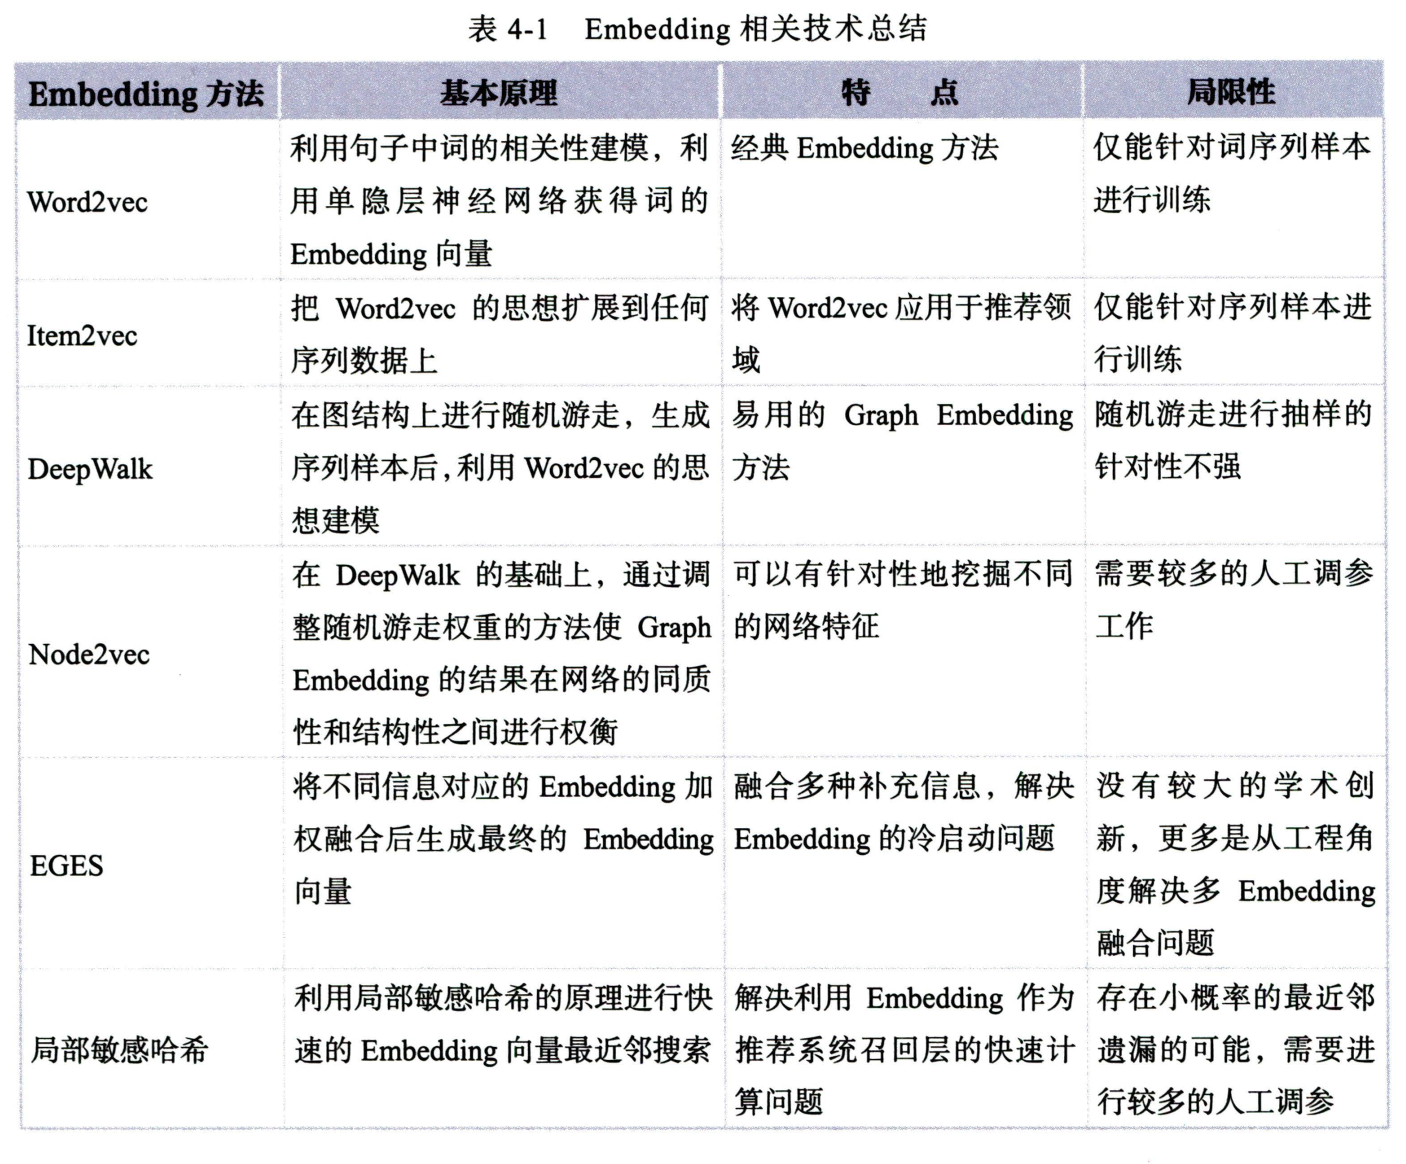 表 4-1 Embedding 相关技术总结
Embedding 方法
基本原理
特 点
局限性
Word2vec
利用句子中词的相关性建模，利
用单隐层神经网络获得词的
Embedding 向量
经典 Embedding 方法
仅能针对词序列样本
进行训练
Item2vec
把 Word2vec 的思想扩展到任何
序列数据上
将 Word2vec 应用于推荐领
域
仅能针对序列样本进
行训练
DeepWalk
在图结构上进行随机游走，生成
序列样本后，利用 Word2vec 的思
想建模
易用的 Graph Embedding
方法
随机游走进行抽样的
针对性不强
Node2vec
在 DeepWalk 的基础上，通过调
整随机游走权重的方法使 Graph
Embedding 的结果在网络的同质
性和结构性之间进行权衡
可以有针对性地挖掘不同
的网络特征
需要较多的人工调参
工作
EGES
将不同信息对应的 Embedding 加
权融合后生成最终的 Embedding
向量
融合多种补充信息，解决
Embedding 的冷启动问题
没有较大的学术创
新，更多是从工程角
度解决多 Embedding
融合问题
局部敏感哈希
利用局部敏感哈希的原理进行快
速的 Embedding 向量最近邻搜索
解决利用 Embedding 作为
推荐系统召回层的快速计
算问题
存在小概率的最近邻
遗漏的可能，需要进
行较多的人工调参